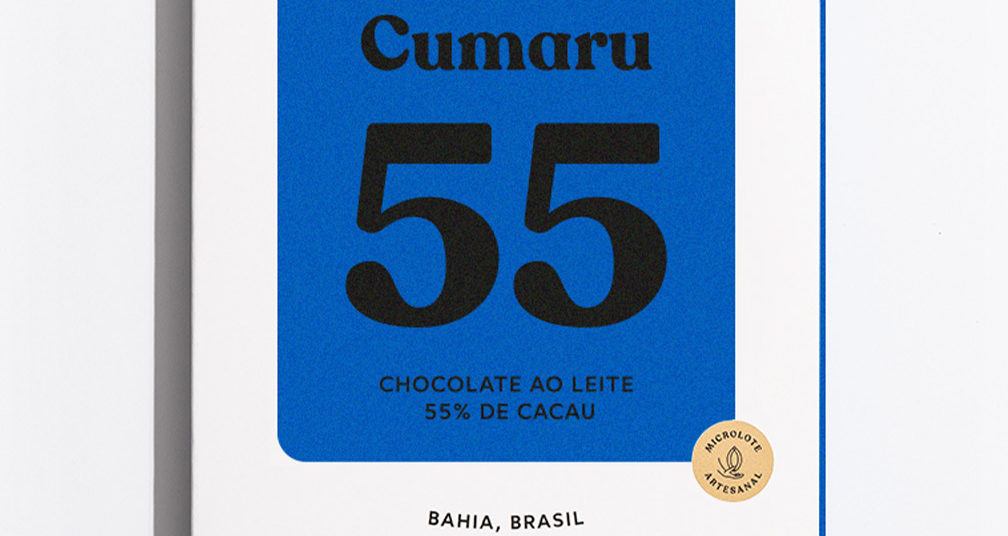 Cumaru
55
CHOCOLATE AO LEITE
55% DE CACAU
MICROLOTE
ARTESANAL
BAHIA, BRASIL